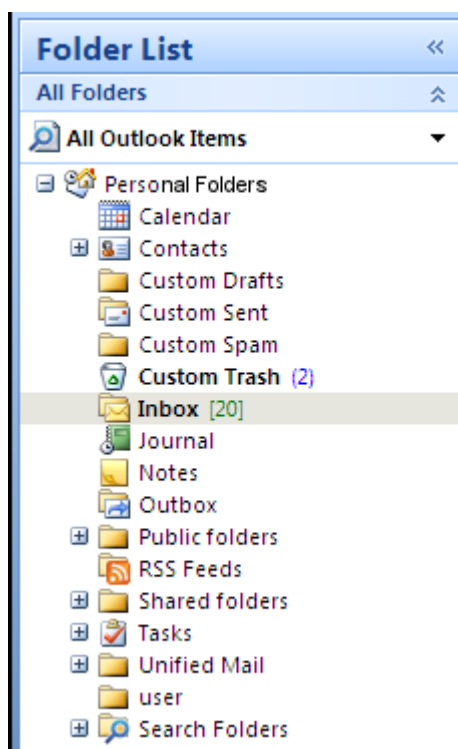 Folder List
All Folders
All Outlook Items
Personal Folders
Calendar
Contacts
Custom Drafts
Custom Sent
Custom Spam
Custom Trash (2)
Inbox [20]
Journal
Notes
Outbox
Public folders
RSS Feeds
Shared folders
Tasks
Unified Mail
user
Search Folders